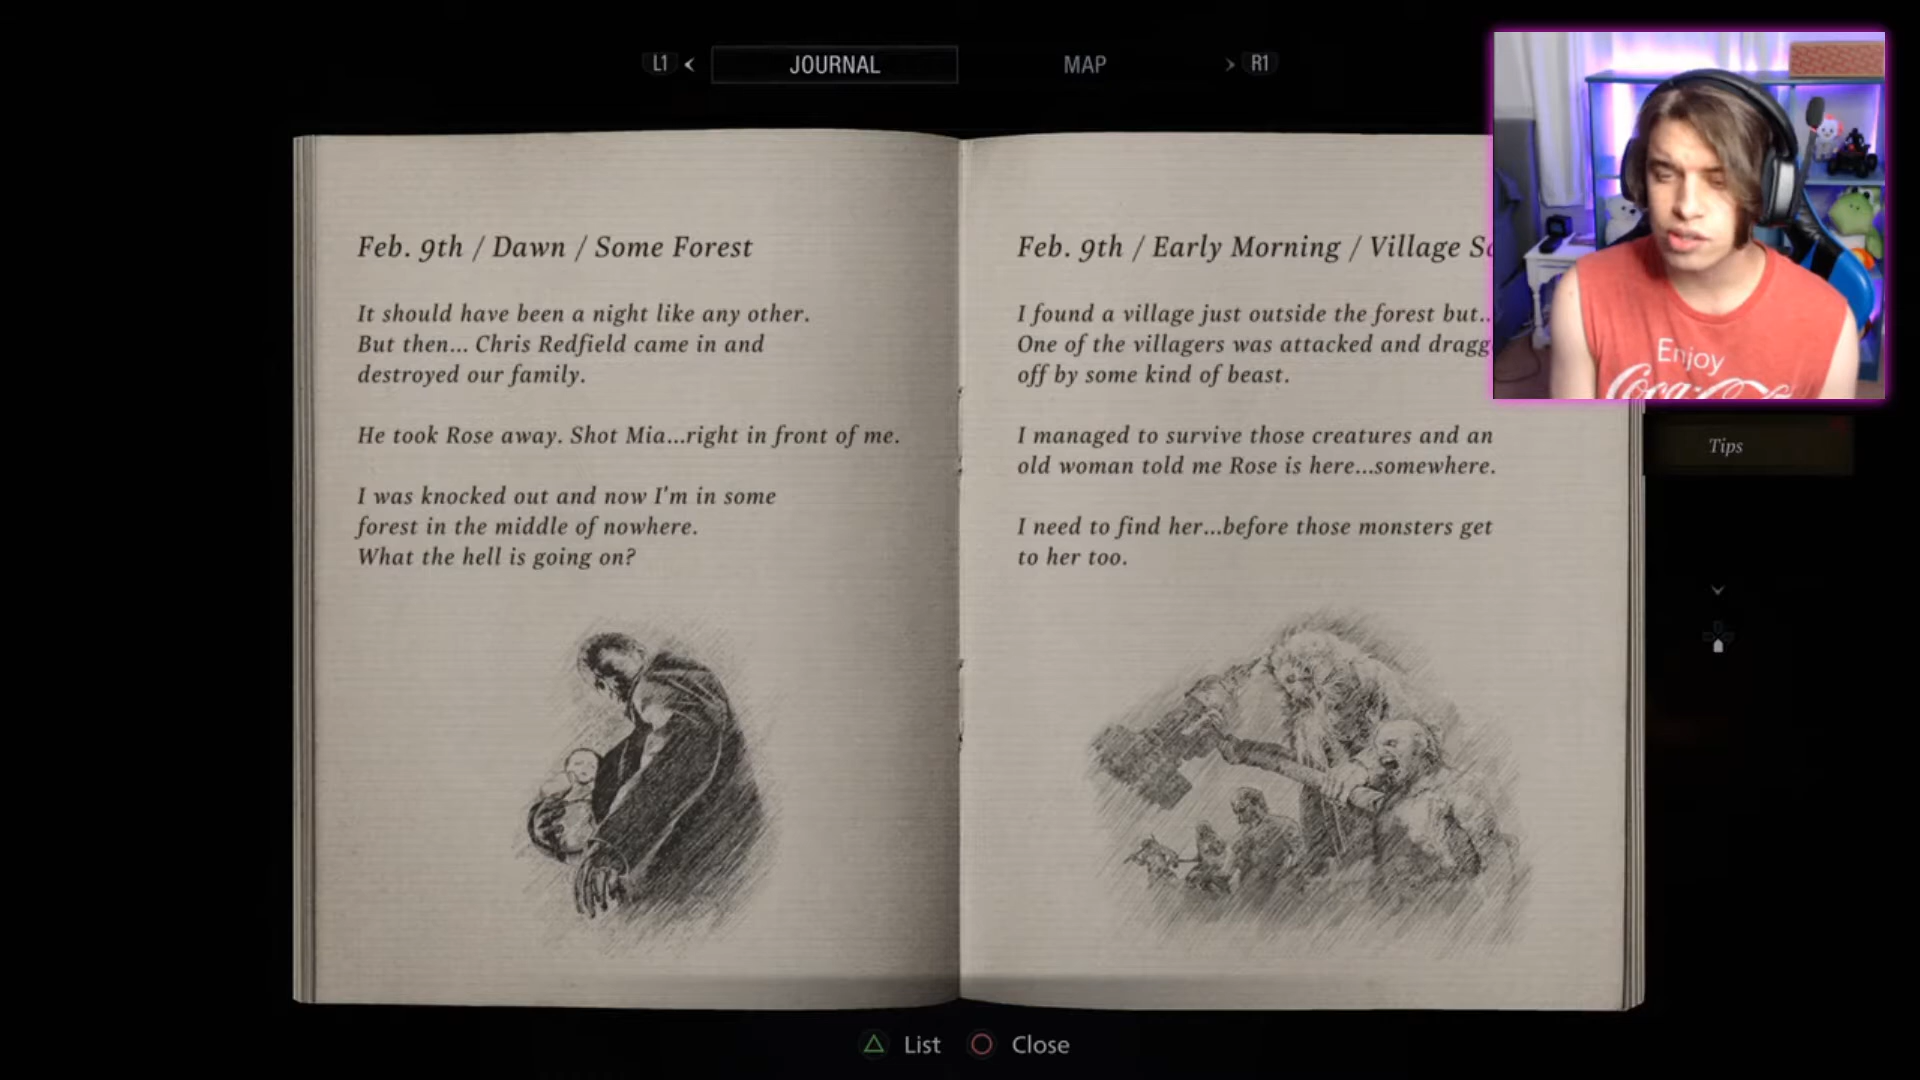 L1 < JOURNAL MAP > R1
Feb. 9th / Dawn / Some Forest
It should have been a night like any other.
But then... Chris Redfield came in and
destroyed our family.
He took Rose away. Shot Mia...right in front of me.
I was knocked out and now I'm in some
forest in the middle of nowhere.
What the hell is going on?
Feb. 9th / Early Morning / Village
I found a village just outside the forest but..
One of the villagers was attacked and
off by some kind of beast.
I managed to survive those creatures and an
old woman told me Rose is here...somewhere.
I need to find her...before those monsters get
to her too.
Enjoy
Coca-Cola
Tips
List Close